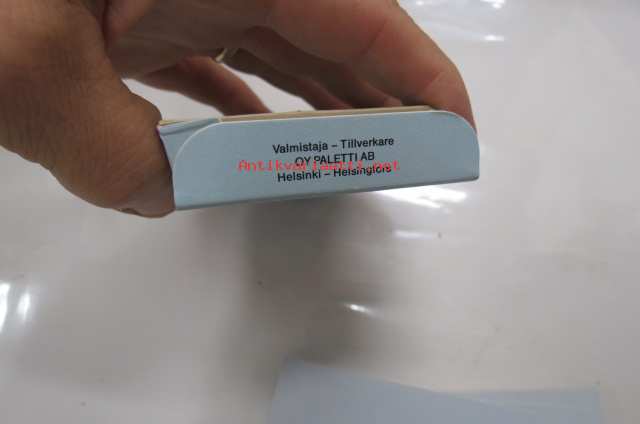 Valmistaja – Tillverkare
OY PALETTI AB
Antikvariaatti.net
Helsinki – Helsingfors